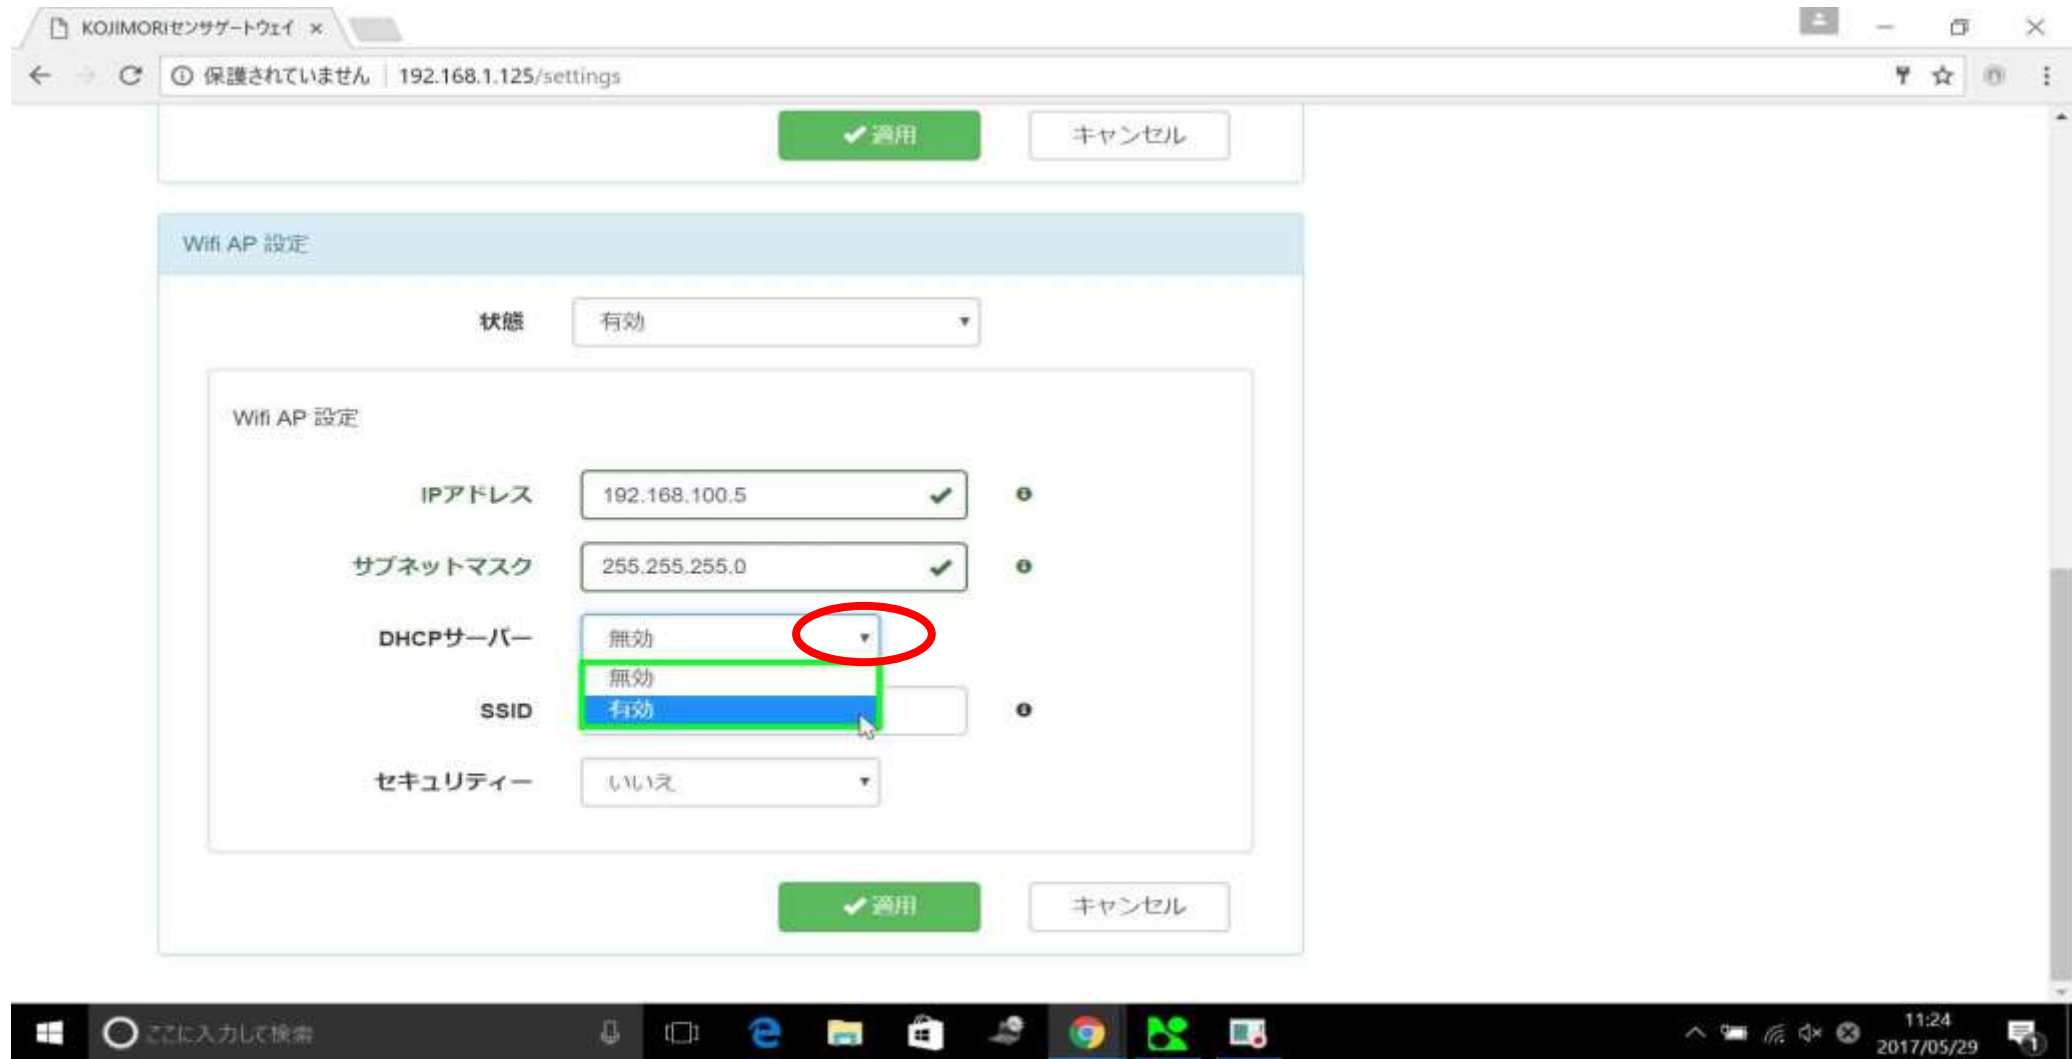 KOJIMORIセンサゲートウェイ
保護されていません 192.168.1.125/settings
適用 キャンセル
Wifi AP 設定
状態 有効
Wifi AP 設定
IPアドレス 192.168.100.5
サブネットマスク 255.255.255.0
DHCPサーバー 無効
無効
SSID 有効
セキュリティー いいえ
適用 キャンセル
ここに入力して検索
11:24
2017/05/29
1